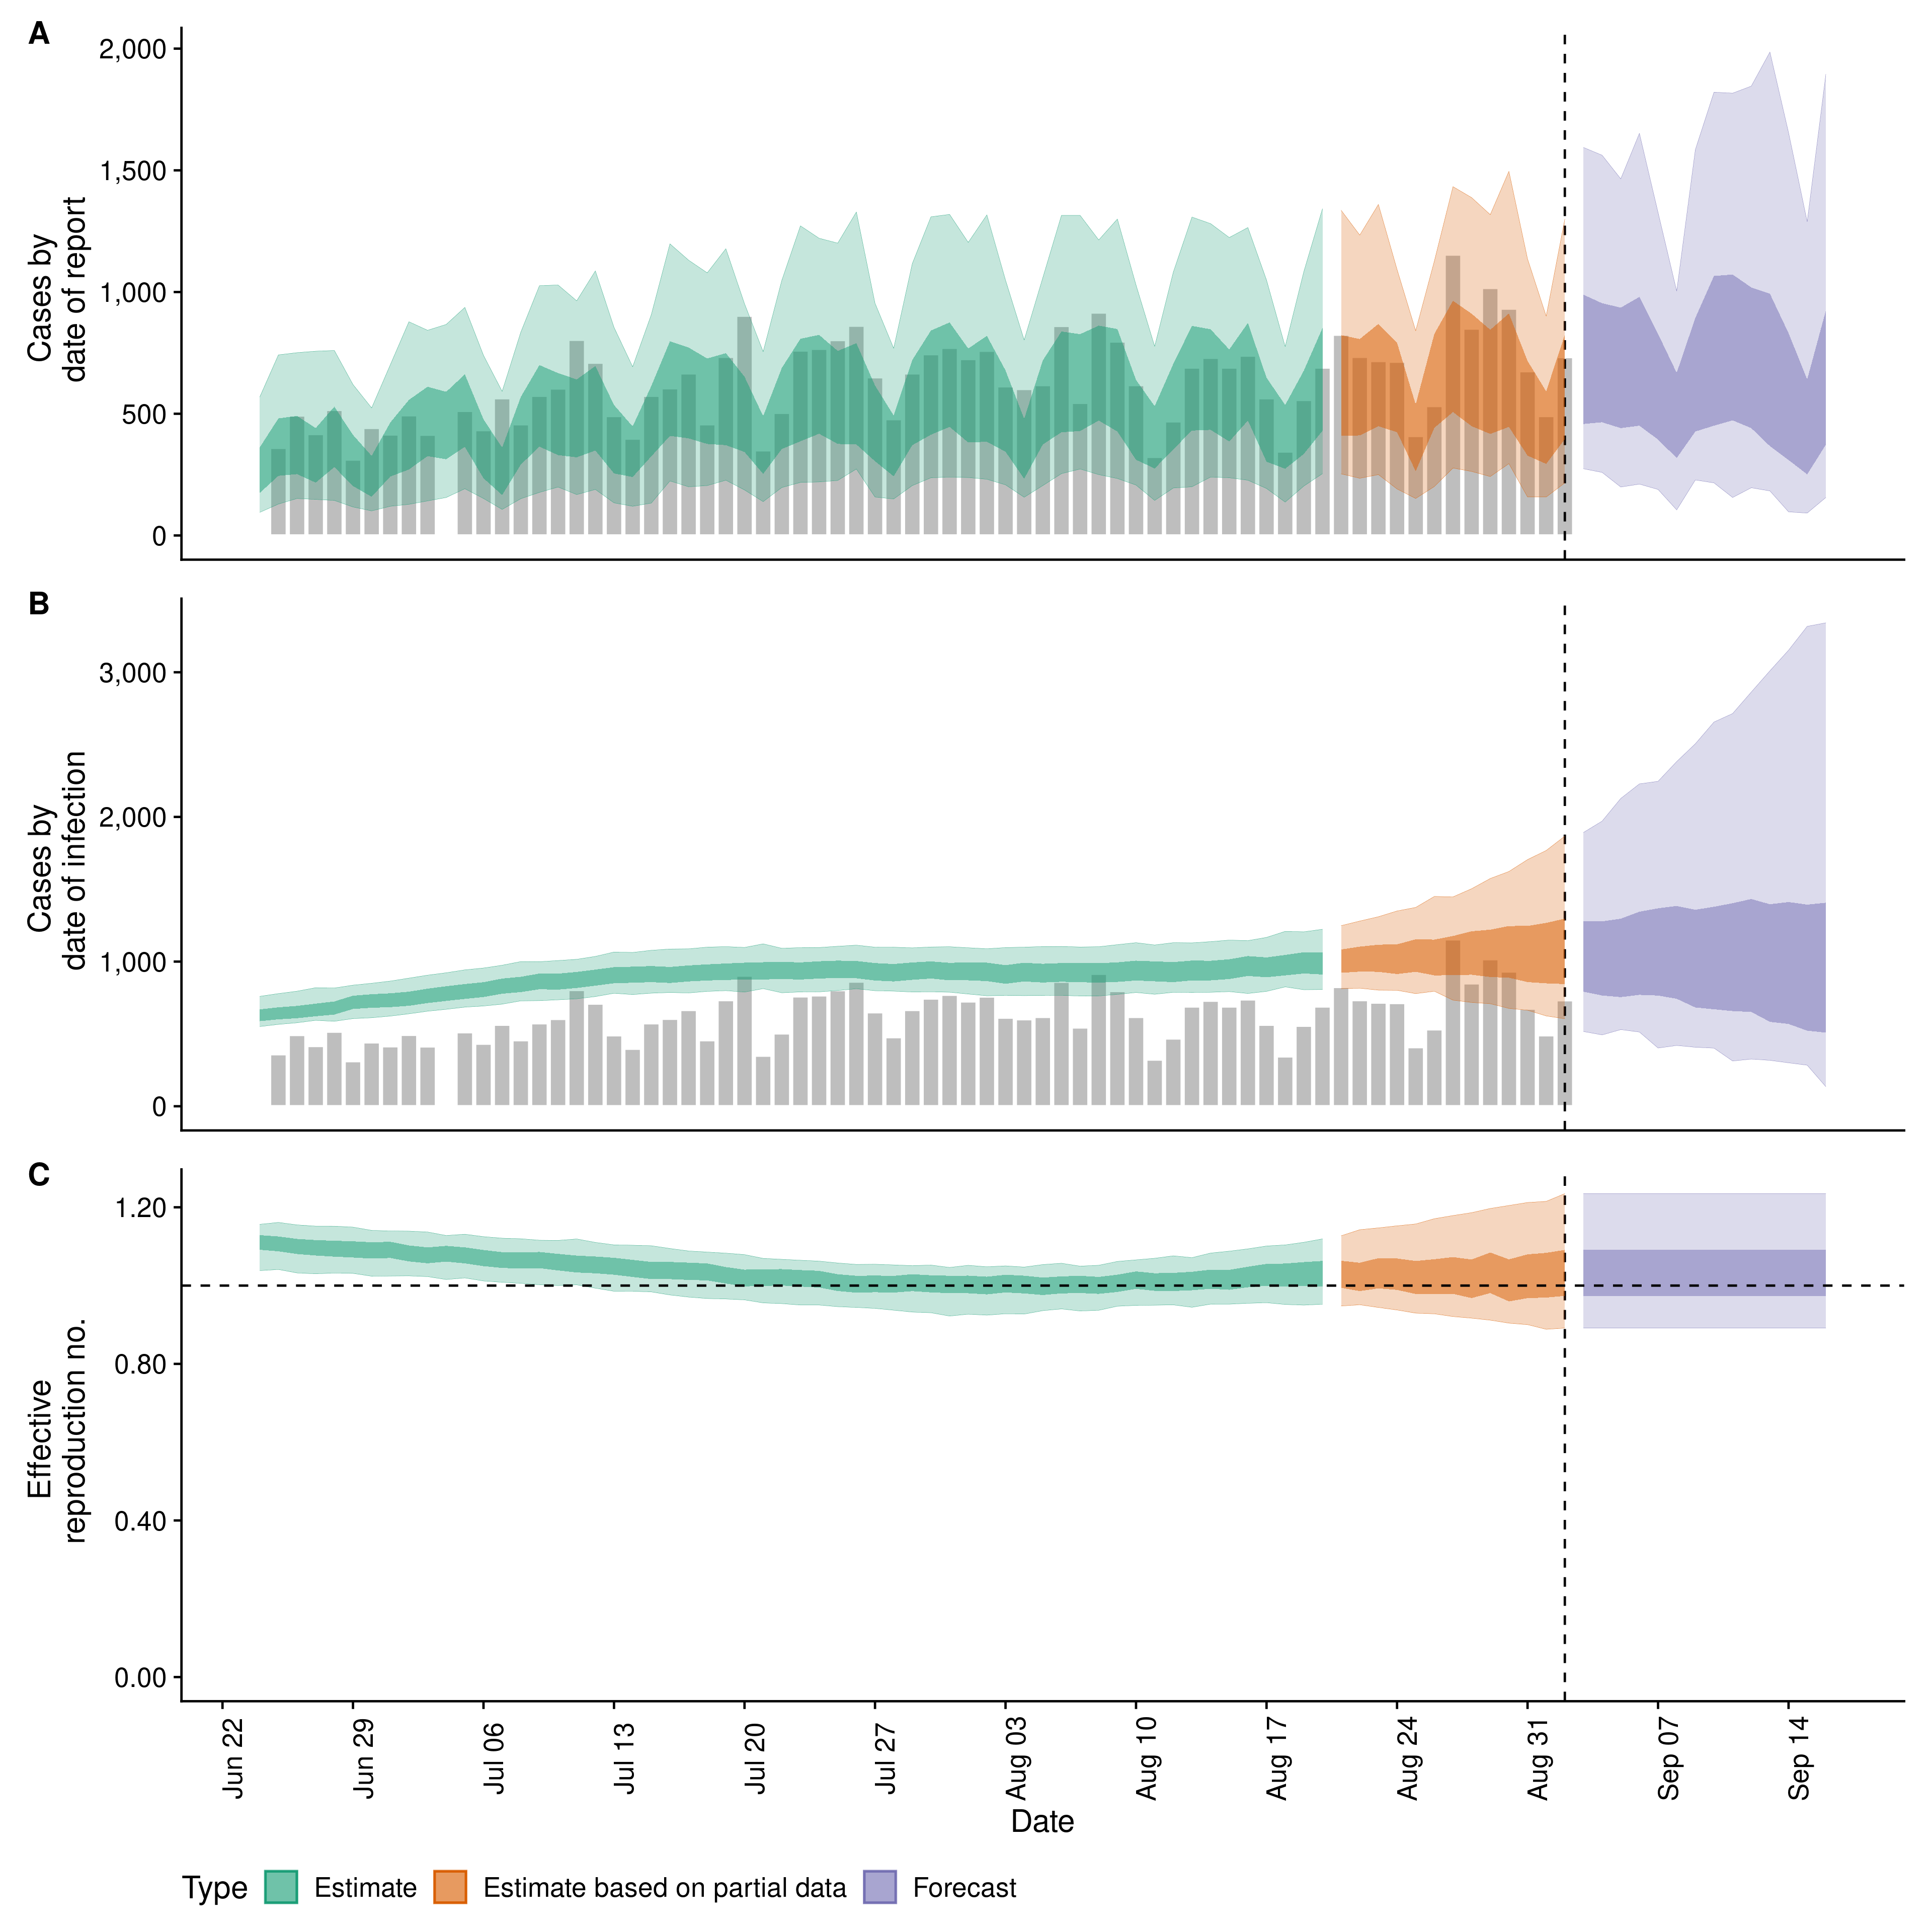 A
2,000
1,500
1,000
500
0
Cases by
date of report
B
3,000
2,000
1,000
0
Cases by
date of infection
C
1.20
0.80
0.40
0.00
Effective
reproduction no.
Jun 22
Jun 29
Jul 06
Jul 13
Jul 20
Jul 27
Aug 03
Aug 10
Aug 17
Aug 24
Aug 31
Sep 07
Sep 14
Date
Type Estimate Estimate based on partial data Forecast